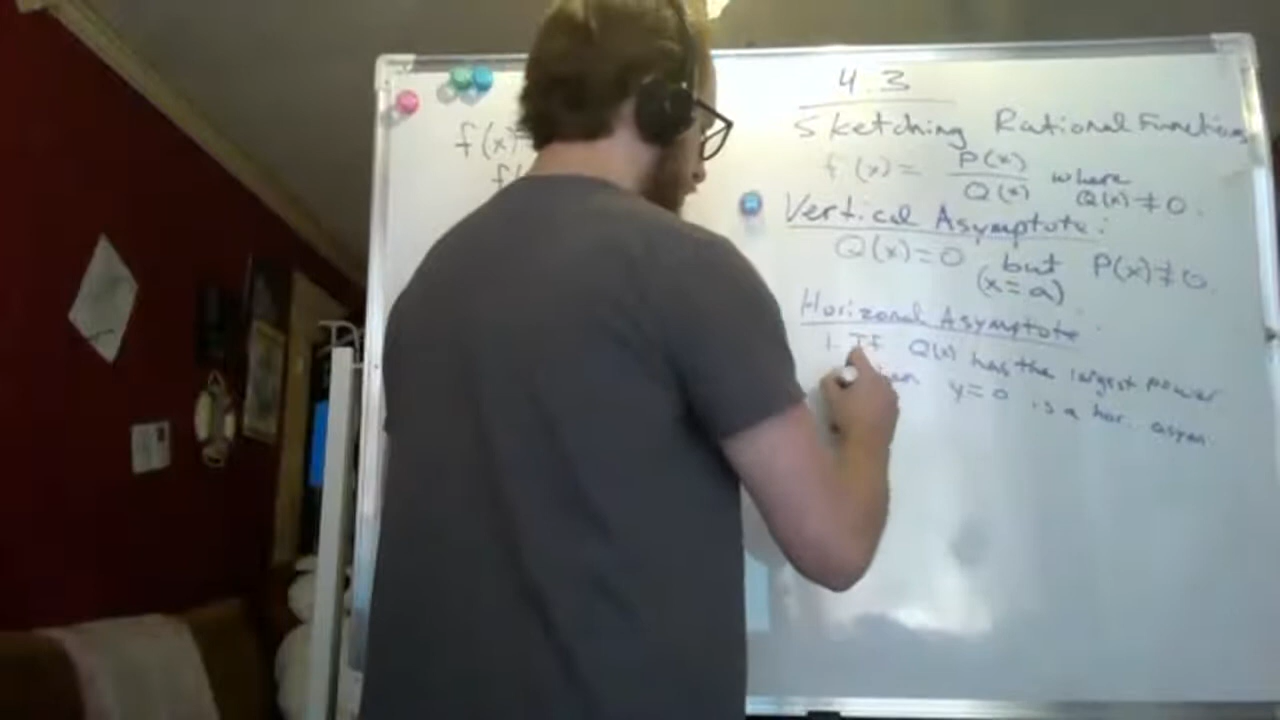 f(x)=
f(
4.3
Sketching Rational Functions
f(x) = P(x)/Q(x) where Q(x) ≠ 0.
Vertical Asymptote:
Q(x)=0 but P(x)≠0.
(x=a)
Horizonal Asymptote:
1. If Q(x) has the largest power
y=0 is a hor. asym.